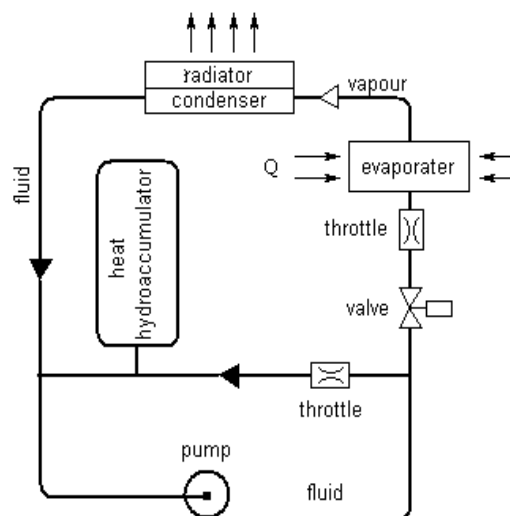 radiator
condenser
vapour
Q
evaporater
fluid
heat
hydroaccumulator
throttle
valve
throttle
pump
fluid